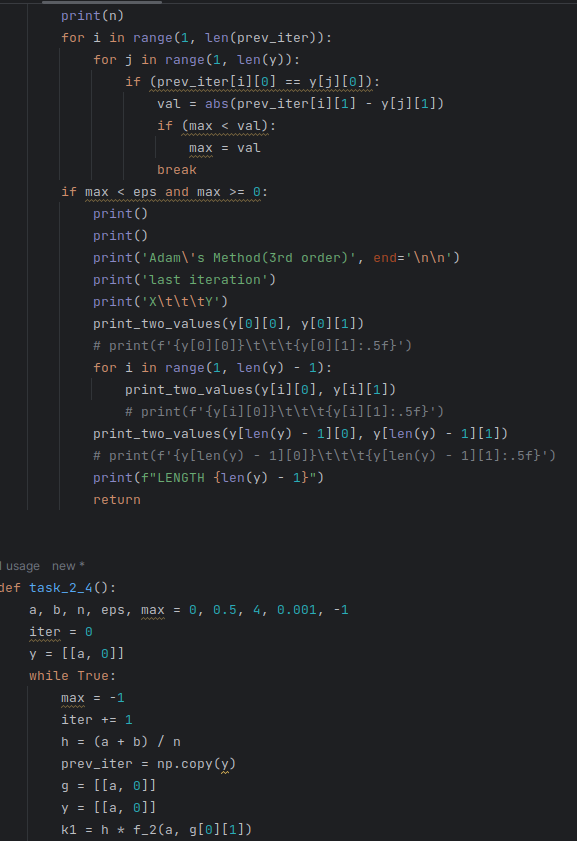 print(n)
for i in range(1, len(prev_iter)):
for j in range(1, len(y)):
if (prev_iter[i][0] == y[j][0]):
val = abs(prev_iter[i][1] - y[j][1])
if (max < val):
max = val
break
if max < eps and max >= 0:
print()
print()
print('Adam\'s Method(3rd order)', end='\n\n')
print('last iteration')
print('X\t\t\tY')
print_two_values(y[0][0], y[0][1])
# print(f'{y[0][0]}\t\t\t{y[0][1]:.5f}')
for i in range(1, len(y) - 1):
print_two_values(y[i][0], y[i][1])
# print(f'{y[i][0]}\t\t\t{y[i][1]:.5f}')
print_two_values(y[len(y) - 1][0], y[len(y) - 1][1])
# print(f'{y[len(y) - 1][0]}\t\t\t{y[len(y) - 1][1]:.5f}')
print(f"LENGTH {len(y) - 1}")
return
usage new *
def task_2_4():
a, b, n, eps, max = 0, 0.5, 4, 0.001, -1
iter = 0
y = [[a, 0]]
while True:
max = -1
iter += 1
h = (a + b) / n
prev_iter = np.copy(y)
g = [[a, 0]]
y = [[a, 0]]
k1 = h * f_2(a, g[0][1])